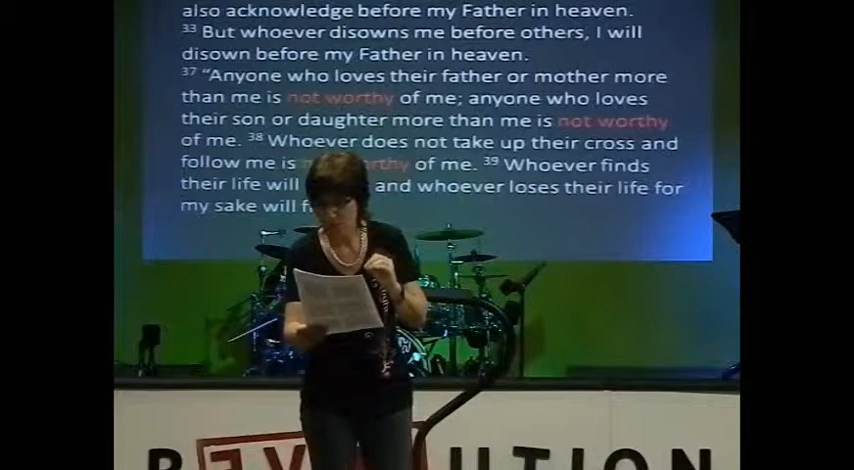 also acknowledge before my Father in heaven.
33 But whoever disowns me before others, I will
disown before my Father in heaven.
37 "Anyone who loves their father or mother more
than me is not worthy of me; anyone who loves
their son or daughter more than me is not worthy
of me. 38 Whoever does not take up their cross and
follow me is not worthy of me. 39 Whoever finds
their life will and whoever loses their life for
my sake will